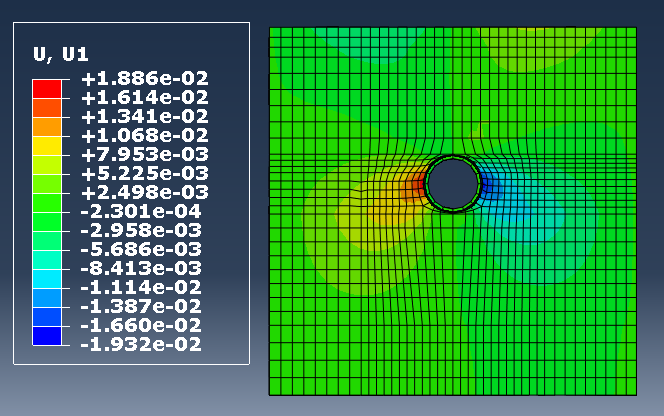 U, U1
+1.886e-02
+1.614e-02
+1.341e-02
+1.068e-02
+7.953e-03
+5.225e-03
+2.498e-03
-2.301e-04
-2.958e-03
-5.686e-03
-8.413e-03
-1.114e-02
-1.387e-02
-1.660e-02
-1.932e-02